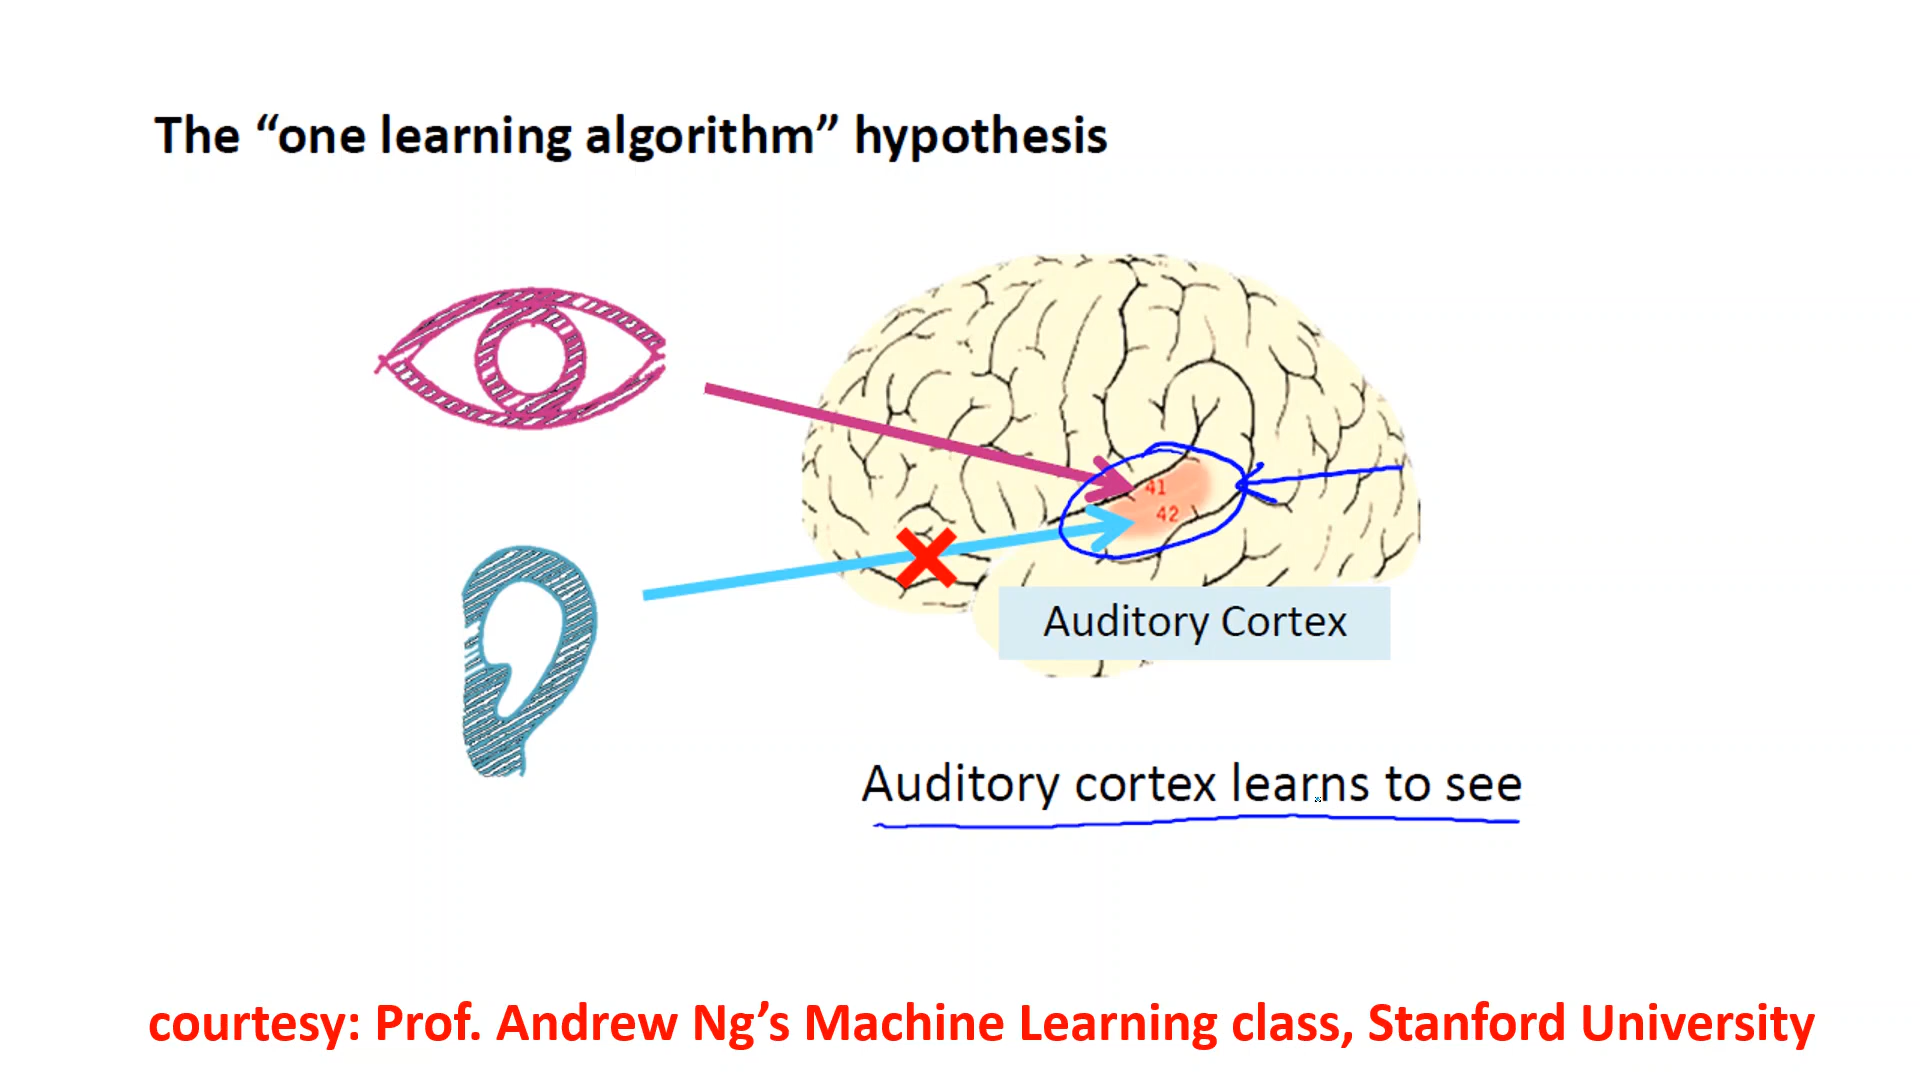 The “one learning algorithm” hypothesis
41
42
Auditory Cortex
Auditory cortex learns to see
courtesy: Prof. Andrew Ng’s Machine Learning class, Stanford University